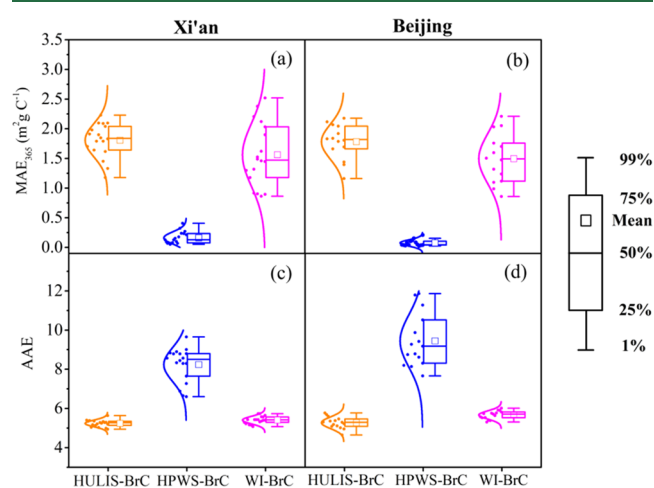 Xi'an Beijing
3.5
3.0
2.5
2.0
1.5
1.0
0.5
0.0
MAE365 (m2g C-1)
(a)
(b)
99%
75%
Mean
50%
25%
1%
12
10
8
6
4
AAE
(c)
(d)
HULIS-BrC HPWS-BrC WI-BrC HULIS-BrC HPWS-BrC WI-BrC